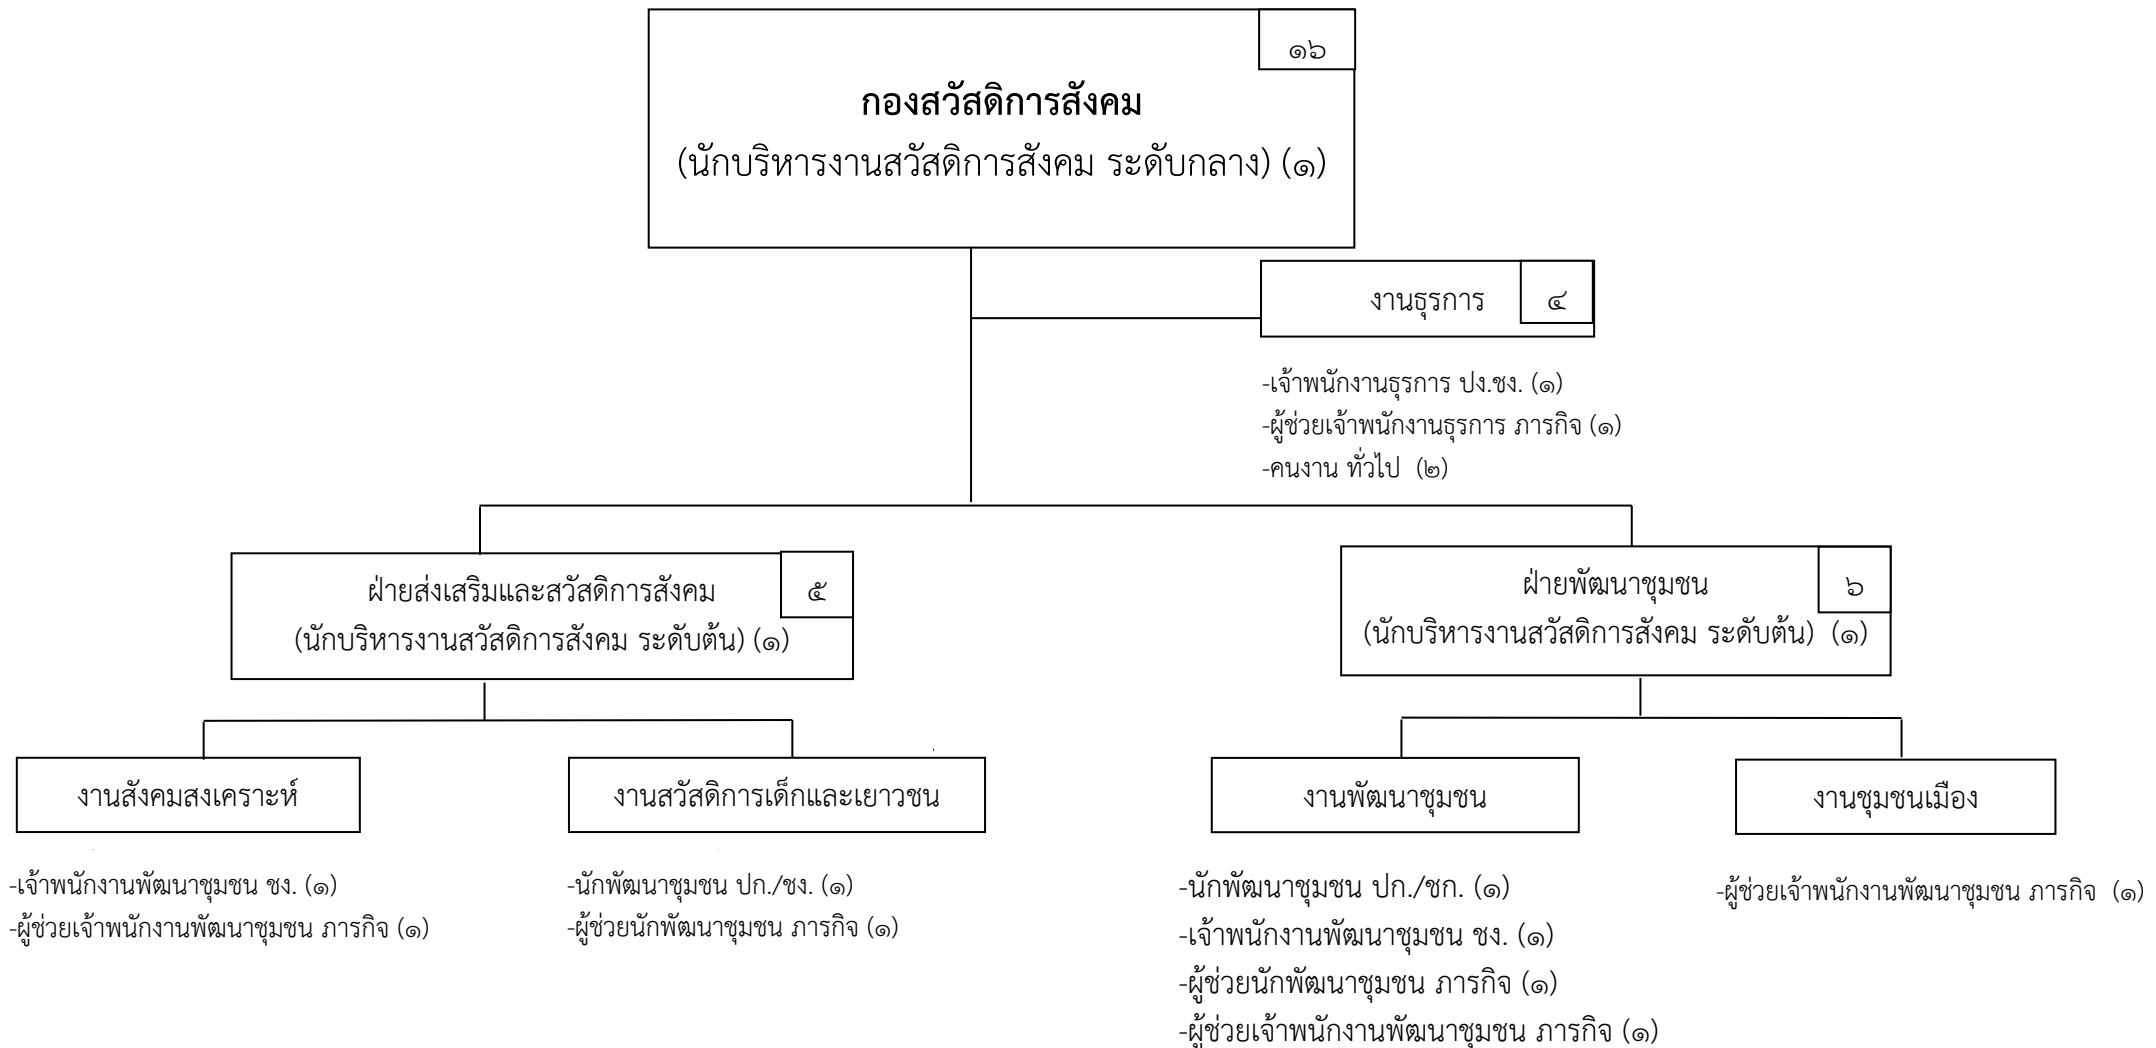 ๑๖
กองสวัสดิการสังคม
(นักบริหารงานสวัสดิการสังคม ระดับกลาง) (๑)
งานธุรการ
๔
-เจ้าพนักงานธุรการ ปง.ชง. (๑)
-ผู้ช่วยเจ้าพนักงานธุรการ ภารกิจ (๑)
-คนงาน ทั่วไป (๒)
ฝ่ายส่งเสริมและสวัสดิการสังคม
๕
(นักบริหารงานสวัสดิการสังคม ระดับต้น) (๑)
ฝ่ายพัฒนาชุมชน
๖
(นักบริหารงานสวัสดิการสังคม ระดับต้น) (๑)
งานสังคมสงเคราะห์
-เจ้าพนักงานพัฒนาชุมชน ชง. (๑)
-ผู้ช่วยเจ้าพนักงานพัฒนาชุมชน ภารกิจ (๑)
งานสวัสดิการเด็กและเยาวชน
-นักพัฒนาชุมชน ปก./ชง. (๑)
-ผู้ช่วยนักพัฒนาชุมชน ภารกิจ (๑)
งานพัฒนาชุมชน
-นักพัฒนาชุมชน ปก./ชก. (๑)
-เจ้าพนักงานพัฒนาชุมชน ชง. (๑)
-ผู้ช่วยนักพัฒนาชุมชน ภารกิจ (๑)
-ผู้ช่วยเจ้าพนักงานพัฒนาชุมชน ภารกิจ (๑)
งานชุมชนเมือง
-ผู้ช่วยเจ้าพนักงานพัฒนาชุมชน ภารกิจ (๑)